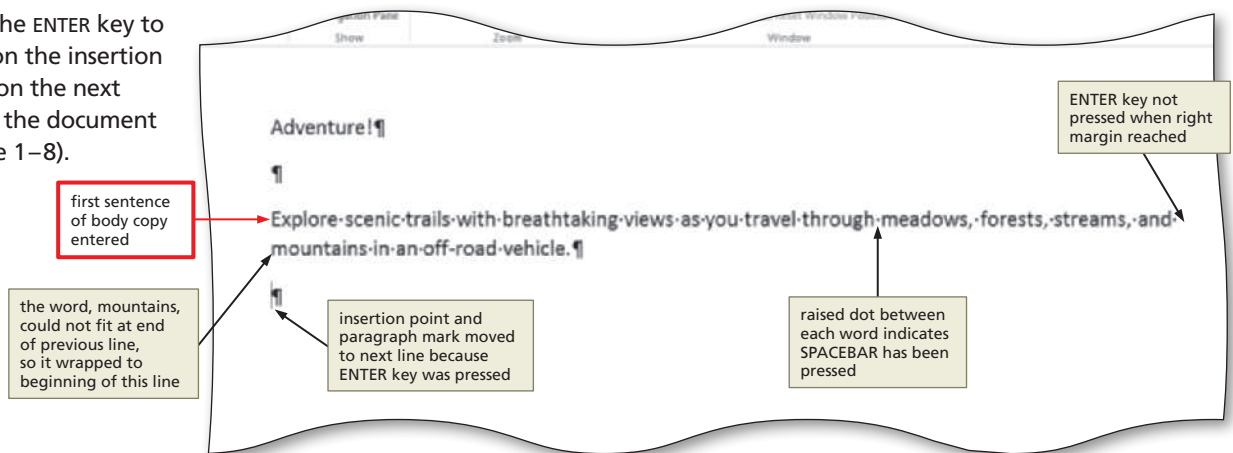 he ENTER key to
on the insertion
on the next
the document
e 1–8).
Show
Zoom
Window
Adventure!¶
¶
Explore·scenic·trails·with·breathtaking·views·as·you·travel·through·meadows,·forests,·streams,·and·
mountains·in·an·off-road·vehicle.¶
¶
first sentence
of body copy
entered
ENTER key not
pressed when right
margin reached
the word, mountains,
could not fit at end
of previous line,
so it wrapped to
beginning of this line
insertion point and
paragraph mark moved
to next line because
ENTER key was pressed
raised dot between
each word indicates
SPACEBAR has been
pressed